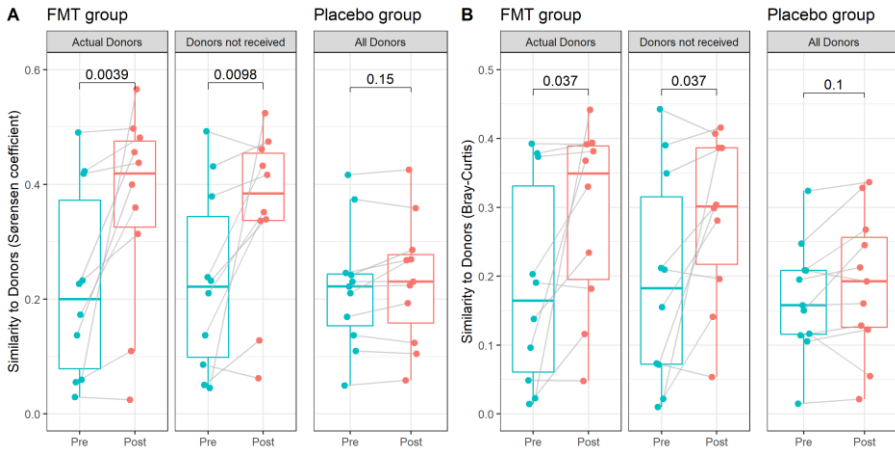 A
FMT group
Placebo group
Actual Donors
Donors not received
All Donors
Similarity to Donors (Sørensen coefficient)
0.6
0.4
0.2
0.0
0.0039
0.0098
0.15
Pre
Post
Pre
Post
Pre
Post
B
FMT group
Placebo group
Actual Donors
Donors not received
All Donors
Similarity to Donors (Bray-Curtis)
0.5
0.4
0.3
0.2
0.1
0.0
0.037
0.037
0.1
Pre
Post
Pre
Post
Pre
Post